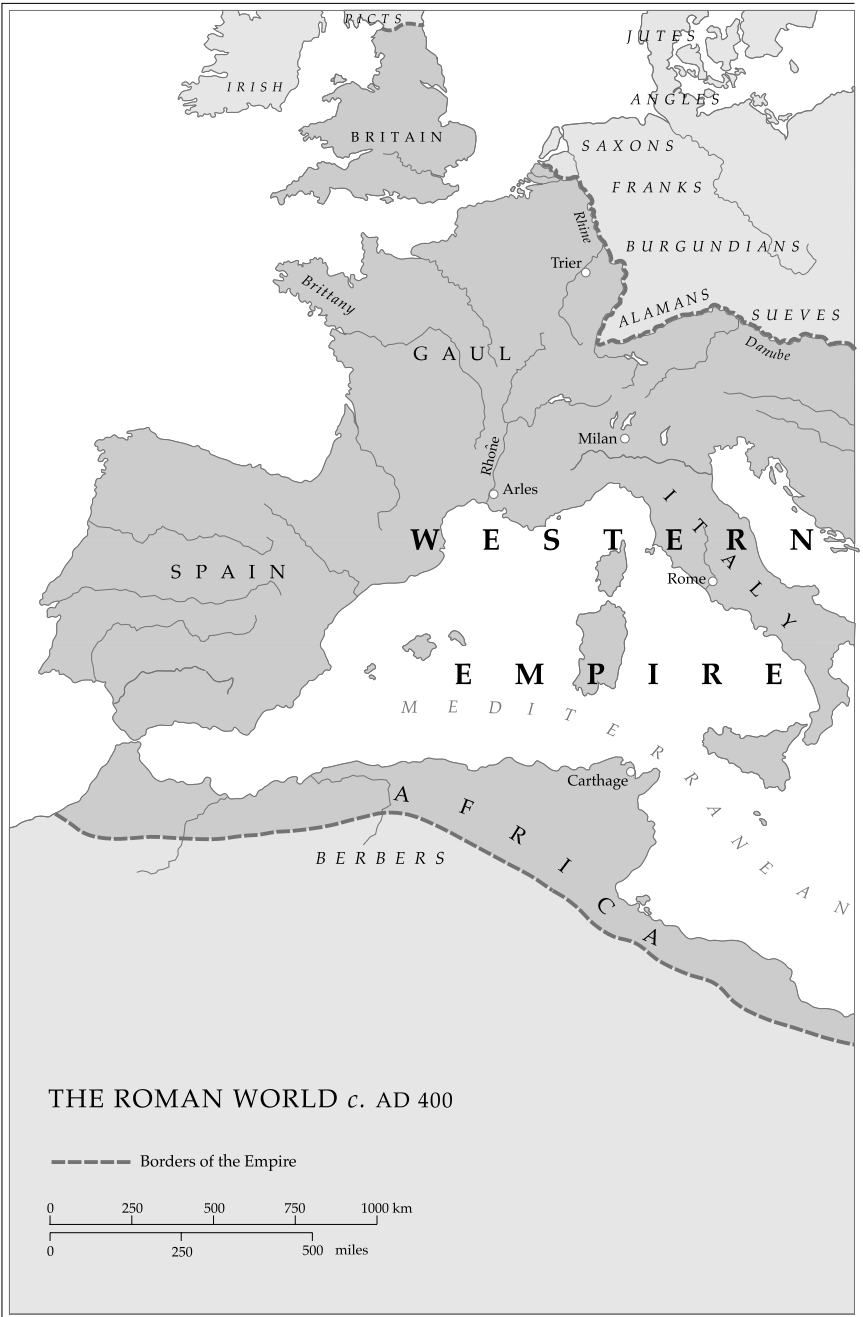 PICTS
JUTES
IRISH
ANGLES
BRITAIN
SAXONS
FRANKS
Rhine
BURGUNDIANS
Trier
Brittany
ALAMANS
SUEVES
Danube
GAUL
Milan
Rhône
Arles
ITALY
WESTERN
SPAIN
Rome
EMPIRE
MEDITERRANEAN
Carthage
AFRICA
BERBERS
THE ROMAN WORLD c. AD 400
Borders of the Empire
0 250 500 750 1000 km
0 250 500 miles